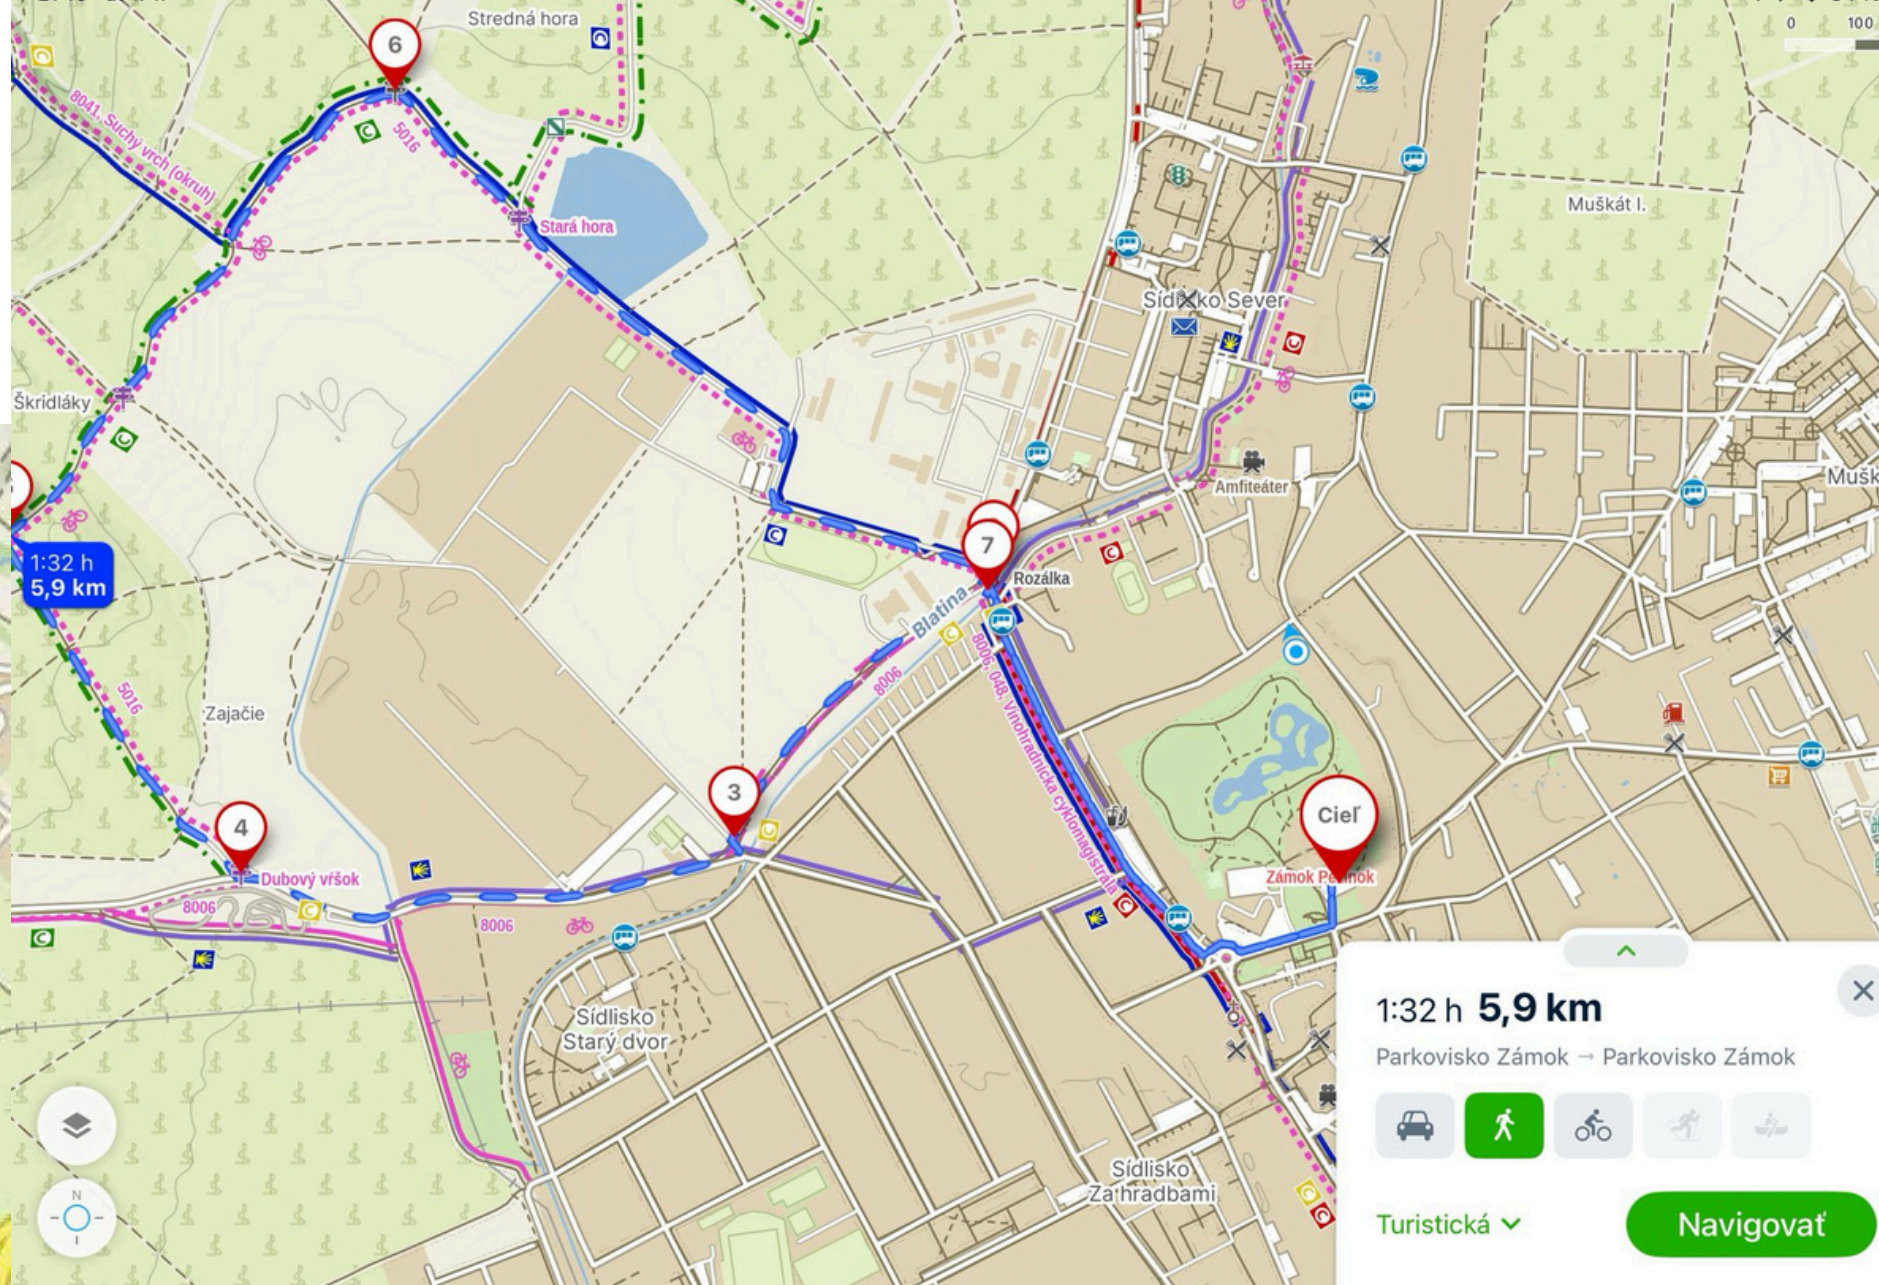 Stredná hora
0 100
6
8041, Suchý vrch (okruh)
5016
Stará hora
Muškát I.
Sídlisko Sever
Škridláky
Amfiteáter
7
Rozálka
Blatina
1:32 h
5,9 km
8006
8006, 048, Vinohradnícka cyklomagistrála
5016
Zajačie
3
4
Cieľ
Dubový vŕšok
8006
8006
Sídlisko
Starý dvor
1:32 h 5,9 km
Parkovisko Zámok → Parkovisko Zámok
Sídlisko
Za hradbami
N
Turistická
Navigovať